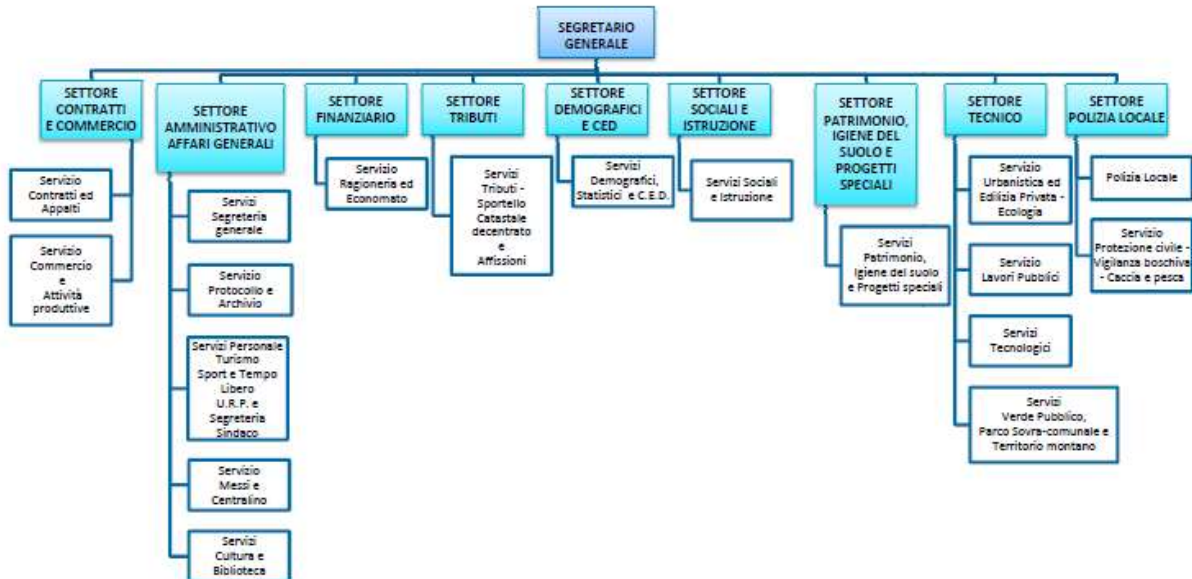 SEGRETARIO
GENERALE
SETTORE
CONTRATTI
E COMMERCIO
Servizio
Contratti ed
Appalti
Servizio
Commercio
e
Attività
produttive
SETTORE
AMMINISTRATIVO
AFFARI GENERALI
Servizi
Segreteria
generale
Servizio
Protocollo e
Archivio
Servizi Personale
Turismo
Sport e Tempo
Libero
U.R.P. e
Segreteria
Sindaco
Servizio
Messi e
Centralino
Servizi
Cultura e
Biblioteca
SETTORE
FINANZIARIO
Servizio
Ragioneria ed
Economato
SETTORE
TRIBUTI
Servizi
Tributi -
Sportello
Catastale
decentrato
e
Affissioni
SETTORE
DEMOGRAFICI
E CED
Servizi
Demografici,
Statistici e C.E.D.
SETTORE
SOCIALI E
ISTRUZIONE
Servizi Sociali
e Istruzione
SETTORE
PATRIMONIO,
IGIENE DEL
SUOLO E
PROGETTI
SPECIALI
Servizi
Patrimonio,
Igiene del suolo
e Progetti speciali
SETTORE
TECNICO
Servizio
Urbanistica ed
Edilizia Privata -
Ecologia
Servizio
Lavori Pubblici
Servizi
Tecnologici
Servizi
Verde Pubblico,
Parco Sovra-comunale e
Territorio montano
SETTORE
POLIZIA LOCALE
Polizia Locale
Servizio
Protezione civile -
Vigilanza boschiva
- Caccia e pesca